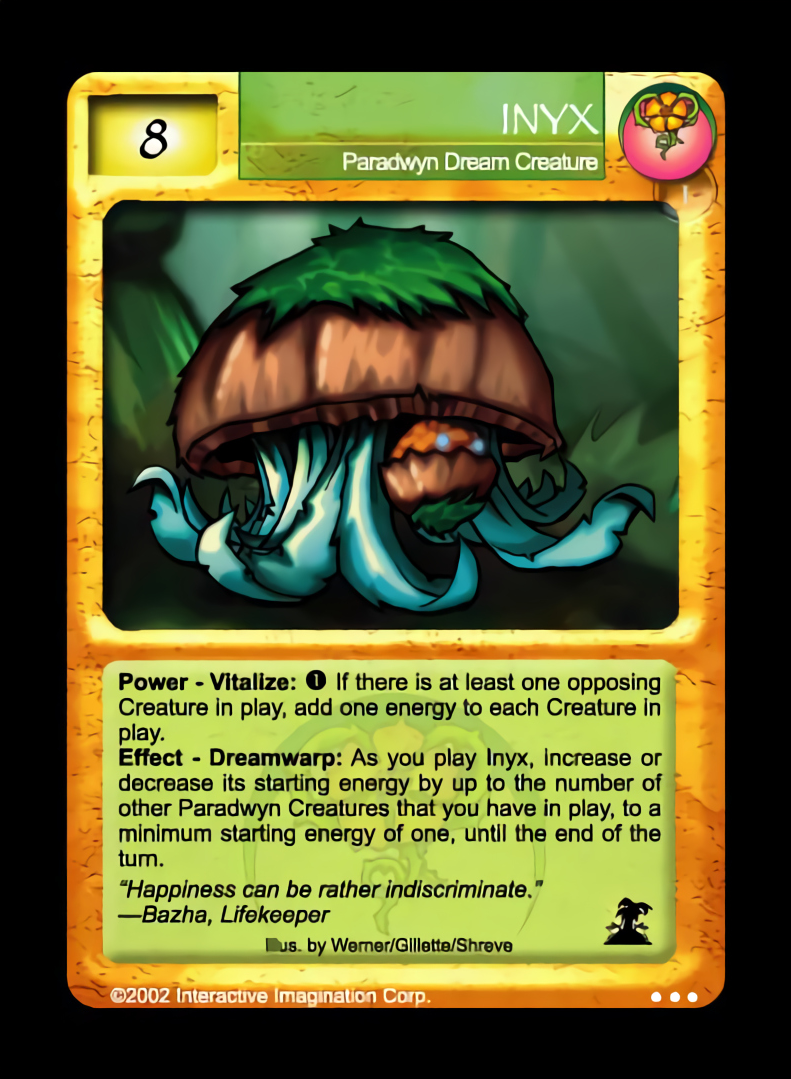 8
INYX
Paradwyn Dream Creature
1
Power - Vitalize: ❶ If there is at least one opposing
Creature in play, add one energy to each Creature in
play.
Effect - Dreamwarp: As you play Inyx, increase or
decrease its starting energy by up to the number of
other Paradwyn Creatures that you have in play, to a
minimum starting energy of one, until the end of the
turn.
"Happiness can be rather indiscriminate."
—Bazha, Lifekeeper
Illus. by Werner/Gillette/Shreve
©2002 Interactive Imagination Corp.